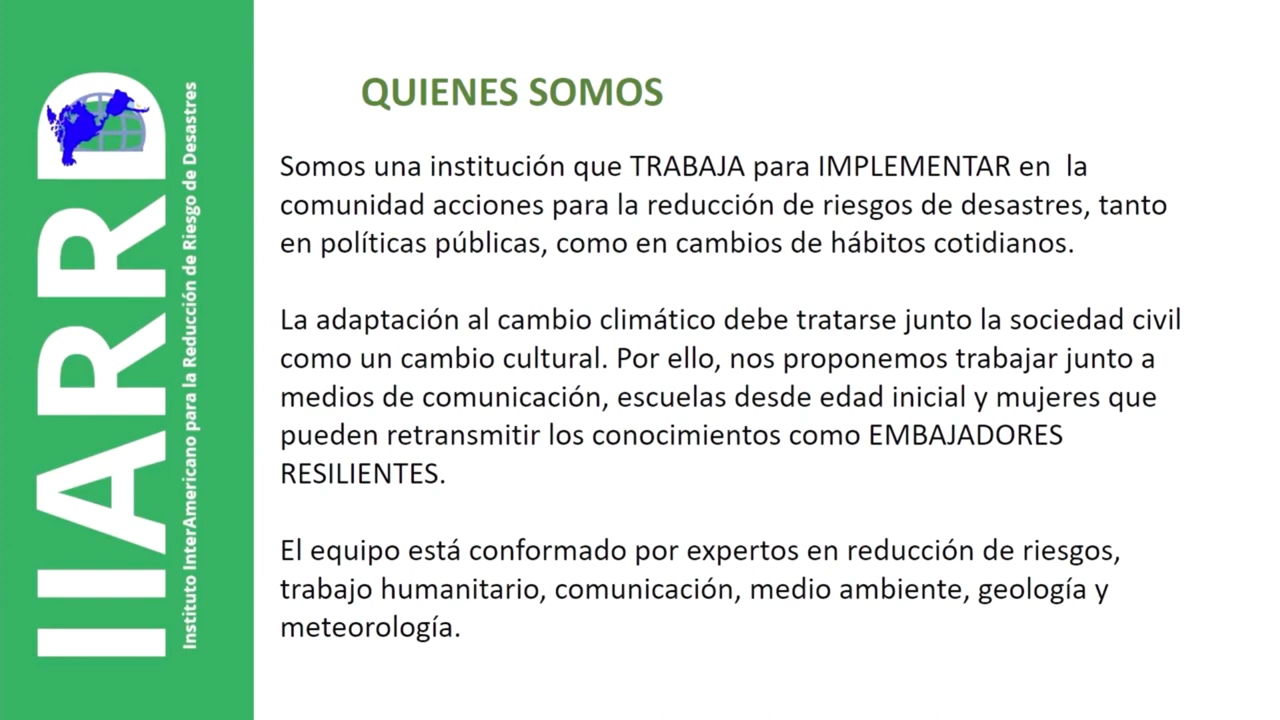 IIARRD
Instituto InterAmericano para la Reducción de Riesgo de Desastres
QUIENES SOMOS
Somos una institución que TRABAJA para IMPLEMENTAR en  la
comunidad acciones para la reducción de riesgos de desastres, tanto
en políticas públicas, como en cambios de hábitos cotidianos.
La adaptación al cambio climático debe tratarse junto la sociedad civil
como un cambio cultural. Por ello, nos proponemos trabajar junto a
medios de comunicación, escuelas desde edad inicial y mujeres que
pueden retransmitir los conocimientos como EMBAJADORES
RESILIENTES.
El equipo está conformado por expertos en reducción de riesgos,
trabajo humanitario, comunicación, medio ambiente, geología y
meteorología.